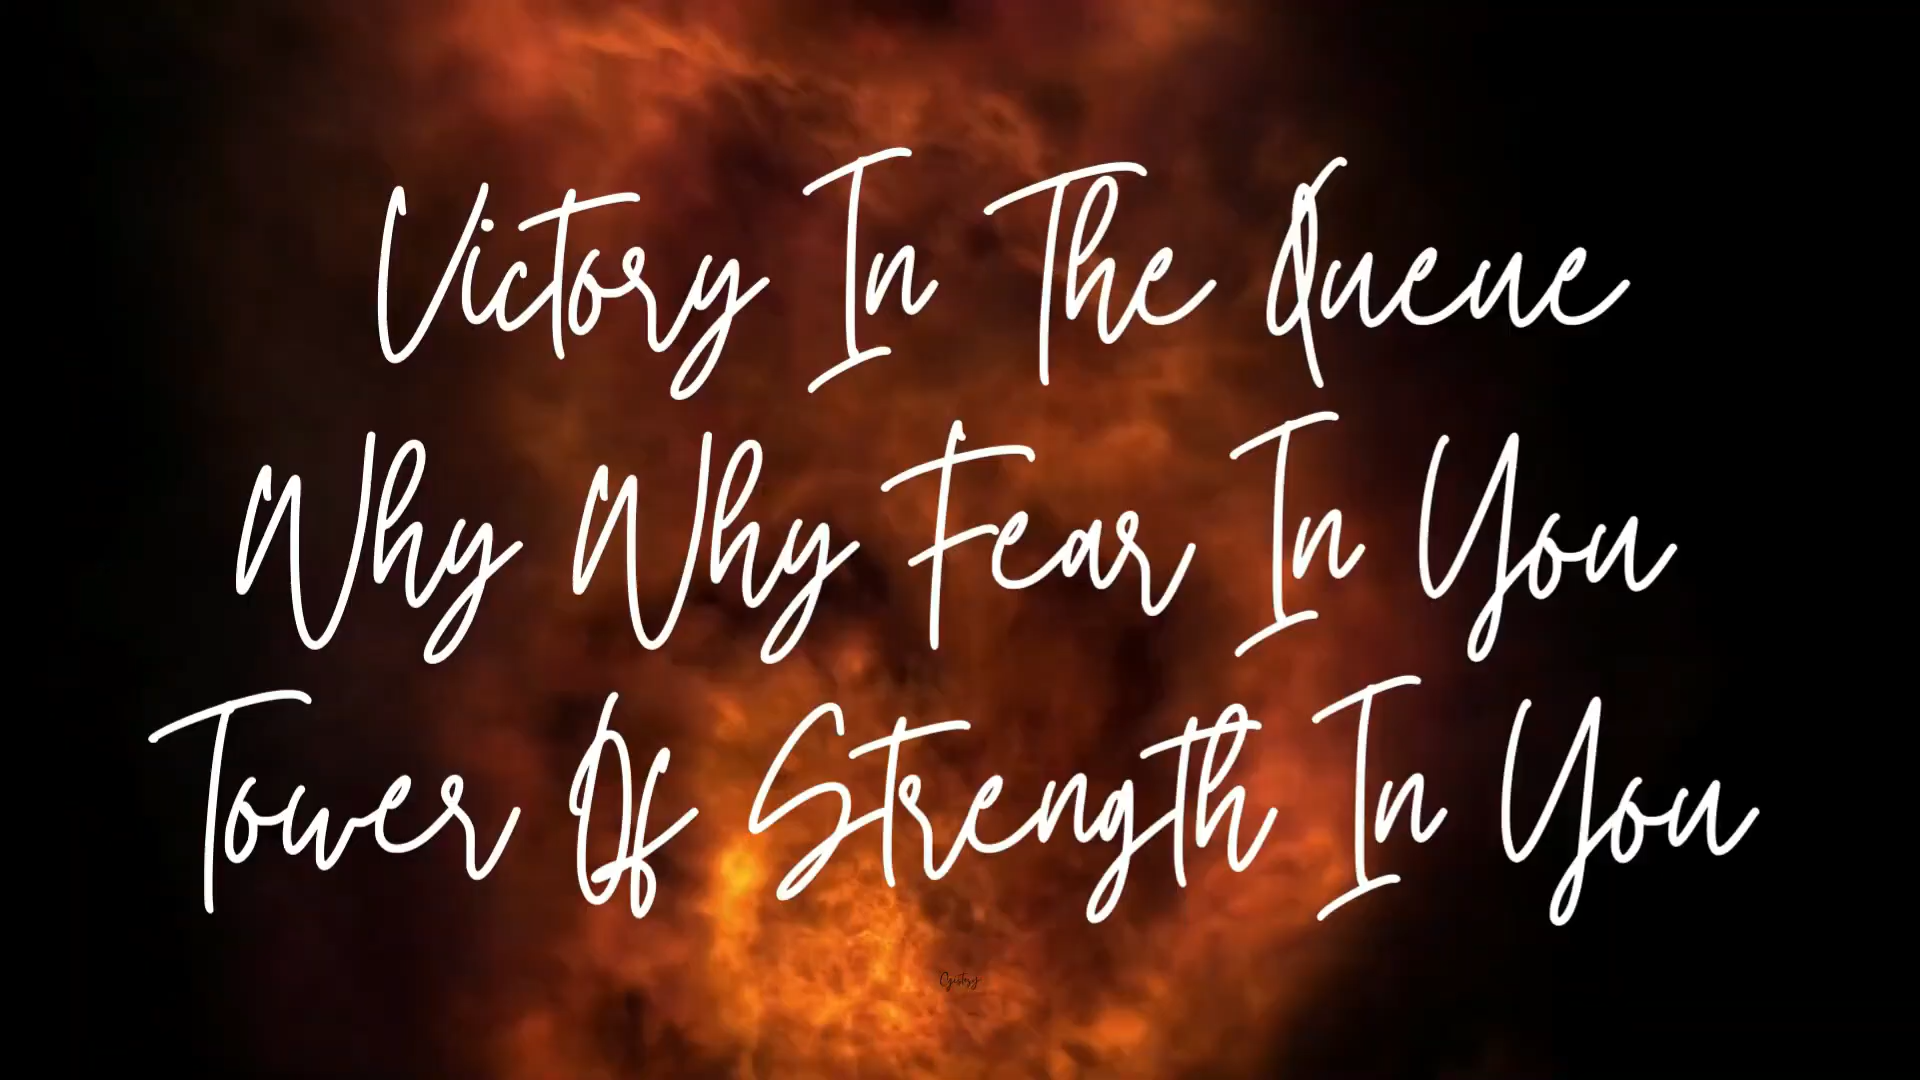 Victory In The Queue
Why Why Fear In You
Tower Of Strength In You